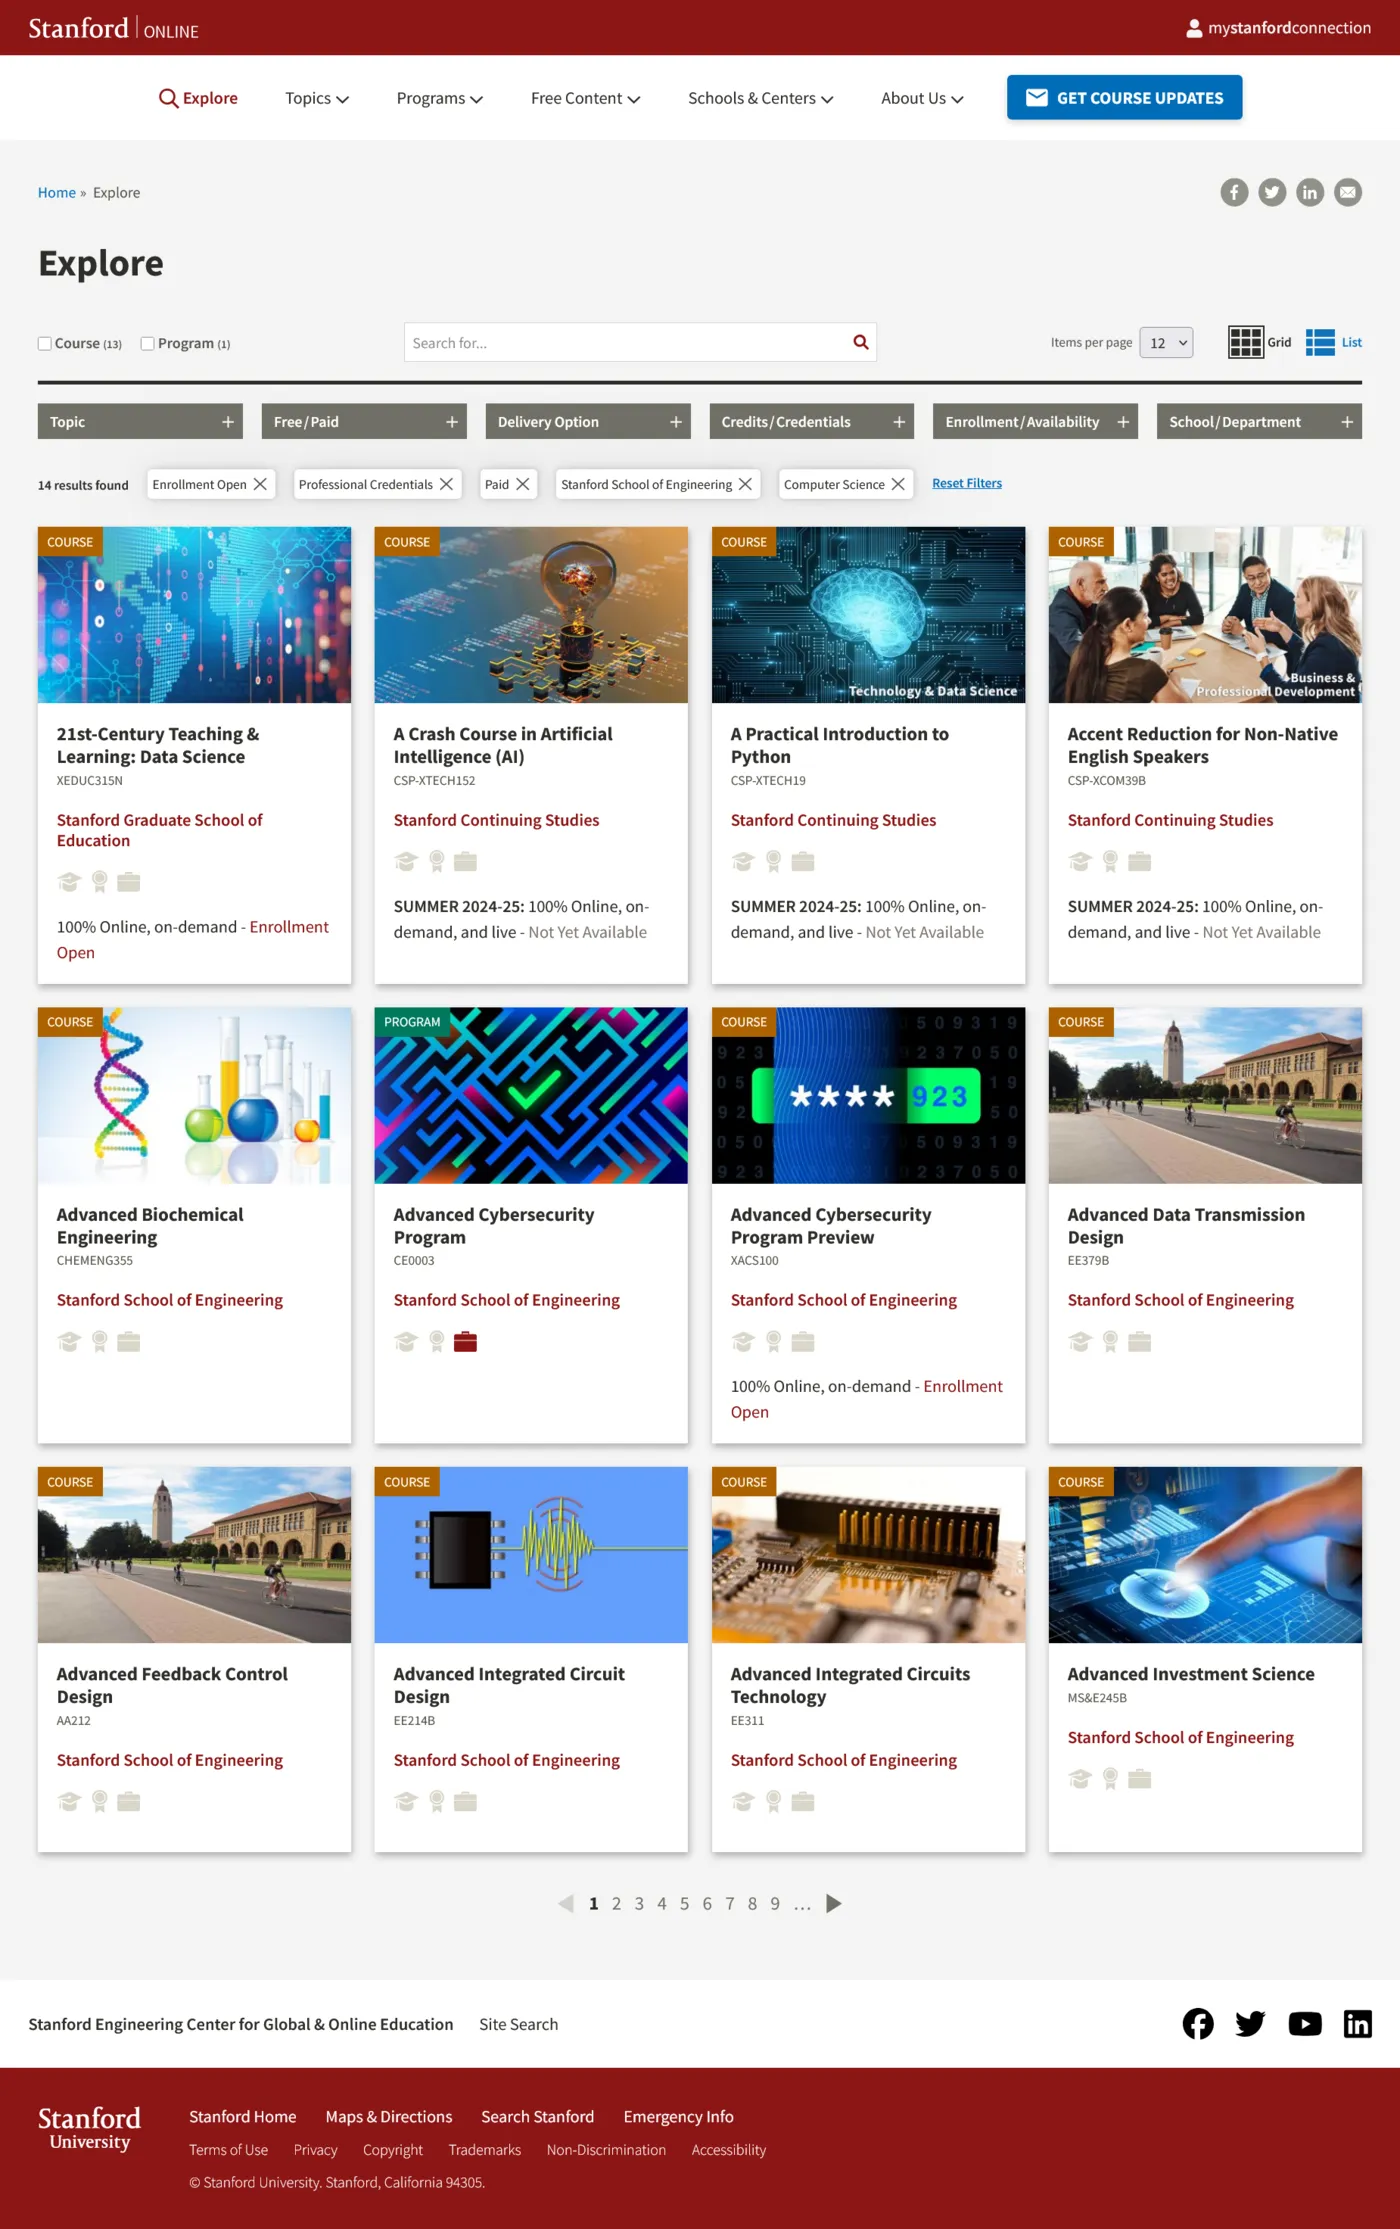 Stanford ONLINE
mystanfordconnection
Explore
Topics
Programs
Free Content
Schools & Centers
About Us
GET COURSE UPDATES
Home » Explore
Explore
Course (13)
Program (1)
Search for...
Items per page 12
Grid
List
Topic
Free/Paid
Delivery Option
Credits/Credentials
Enrollment/Availability
School/Department
14 results found
Enrollment Open
Professional Credentials
Paid
Stanford School of Engineering
Computer Science
Reset Filters
COURSE
21st-Century Teaching &
Learning: Data Science
XEDUC315N
Stanford Graduate School of
Education
100% Online, on-demand - Enrollment
Open
COURSE
A Crash Course in Artificial
Intelligence (AI)
CSP-XTECH152
Stanford Continuing Studies
SUMMER 2024-25: 100% Online, on-
demand, and live - Not Yet Available
COURSE
Technology & Data Science
A Practical Introduction to
Python
CSP-XTECH19
Stanford Continuing Studies
SUMMER 2024-25: 100% Online, on-
demand, and live - Not Yet Available
COURSE
Business &
Professional Development
Accent Reduction for Non-Native
English Speakers
CSP-XCOM39B
Stanford Continuing Studies
SUMMER 2024-25: 100% Online, on-
demand, and live - Not Yet Available
COURSE
Advanced Biochemical
Engineering
CHEMENG355
Stanford School of Engineering
PROGRAM
Advanced Cybersecurity
Program
CE0003
Stanford School of Engineering
COURSE
**** 923
Advanced Cybersecurity
Program Preview
XACS100
Stanford School of Engineering
100% Online, on-demand - Enrollment
Open
COURSE
Advanced Data Transmission
Design
EE379B
Stanford School of Engineering
COURSE
Advanced Feedback Control
Design
AA212
Stanford School of Engineering
COURSE
Advanced Integrated Circuit
Design
EE214B
Stanford School of Engineering
COURSE
Advanced Integrated Circuits
Technology
EE311
Stanford School of Engineering
COURSE
Advanced Investment Science
MS&E245B
Stanford School of Engineering
1 2 3 4 5 6 7 8 9 ...
Stanford Engineering Center for Global & Online Education
Site Search
Stanford
University
Stanford Home
Maps & Directions
Search Stanford
Emergency Info
Terms of Use
Privacy
Copyright
Trademarks
Non-Discrimination
Accessibility
© Stanford University. Stanford, California 94305.